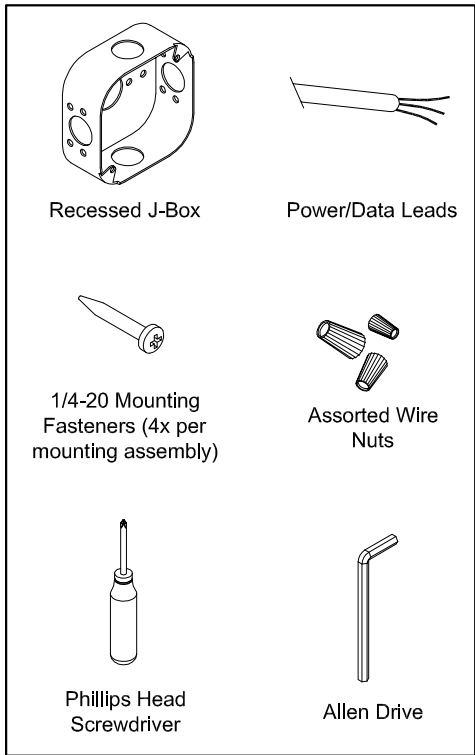 Recessed J-Box
Power/Data Leads
1/4-20 Mounting
Fasteners (4x per
mounting assembly)
Assorted Wire
Nuts
Phillips Head
Screwdriver
Allen Drive